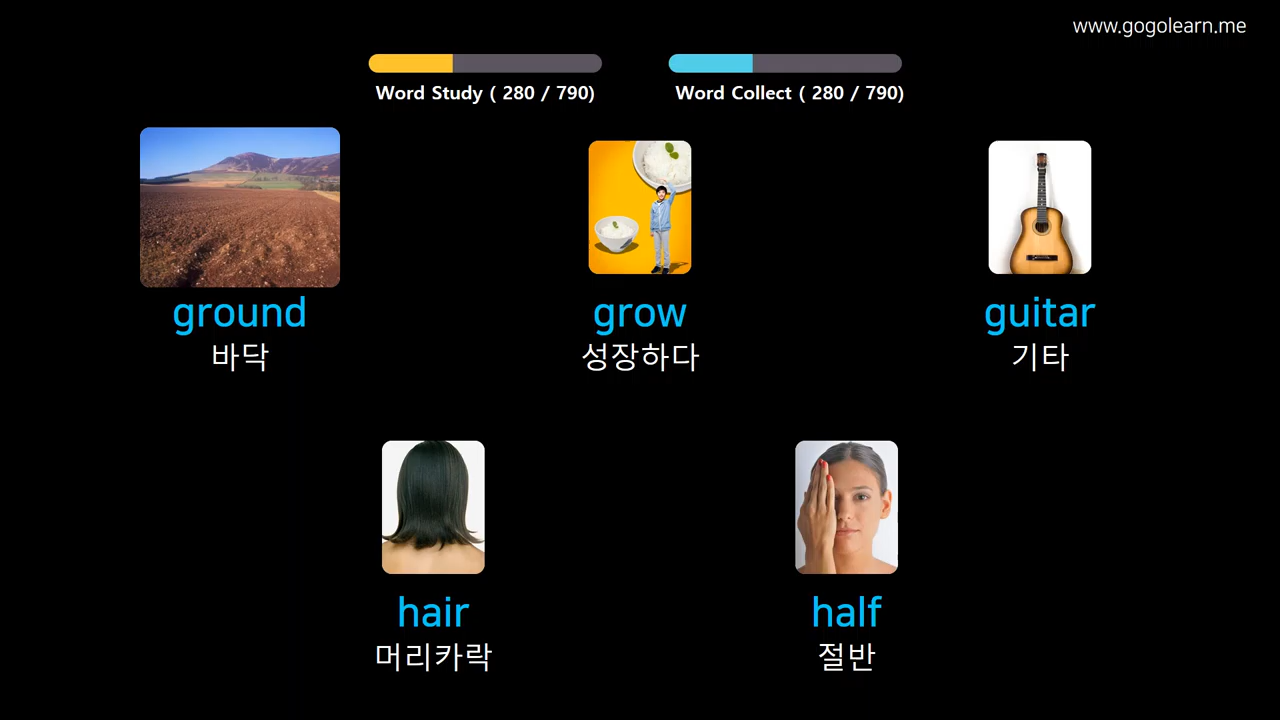 www.gogolearn.me
Word Study ( 280 / 790)
Word Collect ( 280 / 790)
ground
바닥
grow
성장하다
guitar
기타
hair
머리카락
half
절반